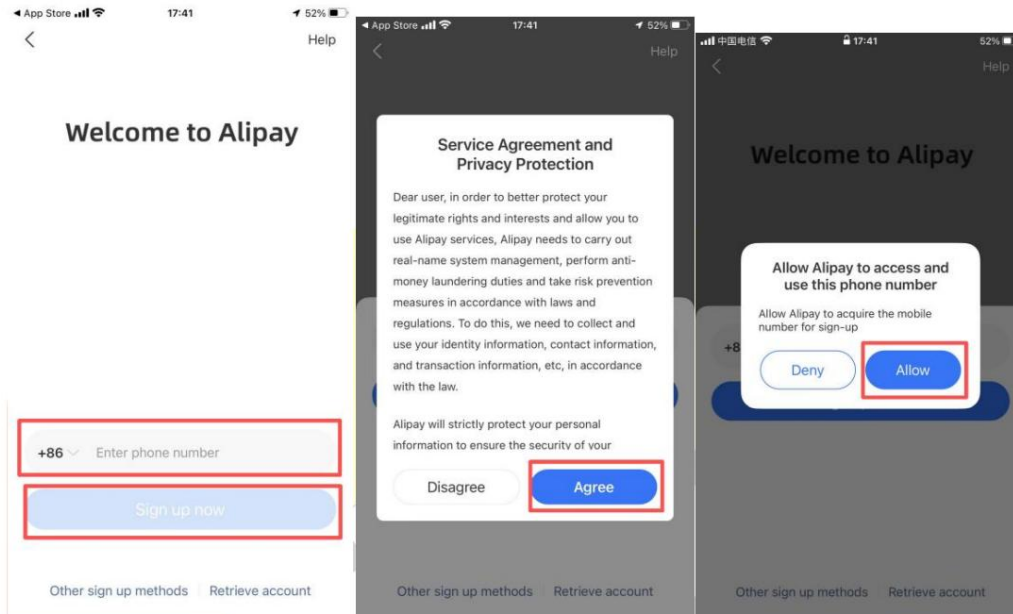 App Store 17:41 52%
Help
Welcome to Alipay
+86 Enter phone number
Sign up now
Other sign up methods Retrieve account
App Store 17:41 52%
Help
Service Agreement and
Privacy Protection
Dear user, in order to better protect your
legitimate rights and interests and allow you to
use Alipay services, Alipay needs to carry out
real-name system management, perform anti-
money laundering duties and take risk prevention
measures in accordance with laws and
regulations. To do this, we need to collect and
use your identity information, contact information,
and transaction information, etc, in accordance
with the law.
Alipay will strictly protect your personal
information to ensure the security of your
Disagree Agree
Other sign up methods Retrieve account
中国电信 17:41 52%
Help
Welcome to Alipay
Allow Alipay to access and
use this phone number
Allow Alipay to acquire the mobile
number for sign-up
+8
Deny Allow
Other sign up methods Retrieve account